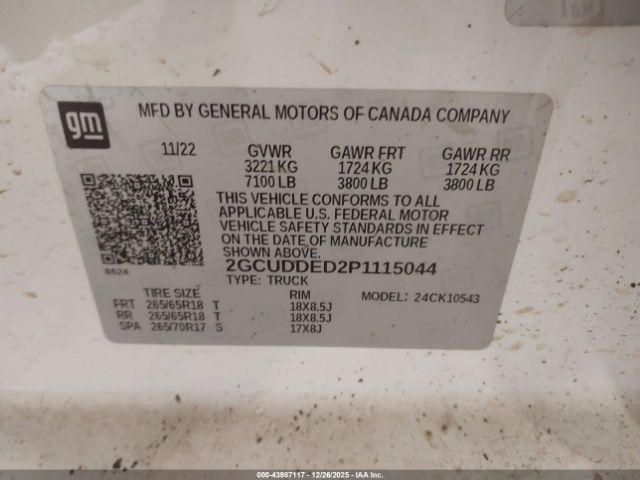 gm
MFD BY GENERAL MOTORS OF CANADA COMPANY
11/22 GVWR GAWR FRT GAWR RR
3221 KG 1724 KG 1724 KG
7100 LB 3800 LB 3800 LB
THIS VEHICLE CONFORMS TO ALL
APPLICABLE U.S. FEDERAL MOTOR
VEHICLE SAFETY STANDARDS IN EFFECT
ON THE DATE OF MANUFACTURE
SHOWN ABOVE.
8624
2GCUDDED2P1115044
TYPE: TRUCK
TIRE SIZE RIM MODEL: 24CK10543
FRT 265/65R18 T 18X8.5J
RR 265/65R18 T 18X8.5J
SPA 265/70R17 S 17X8J
000-43987117 - 12/26/2025 - IAAI.com